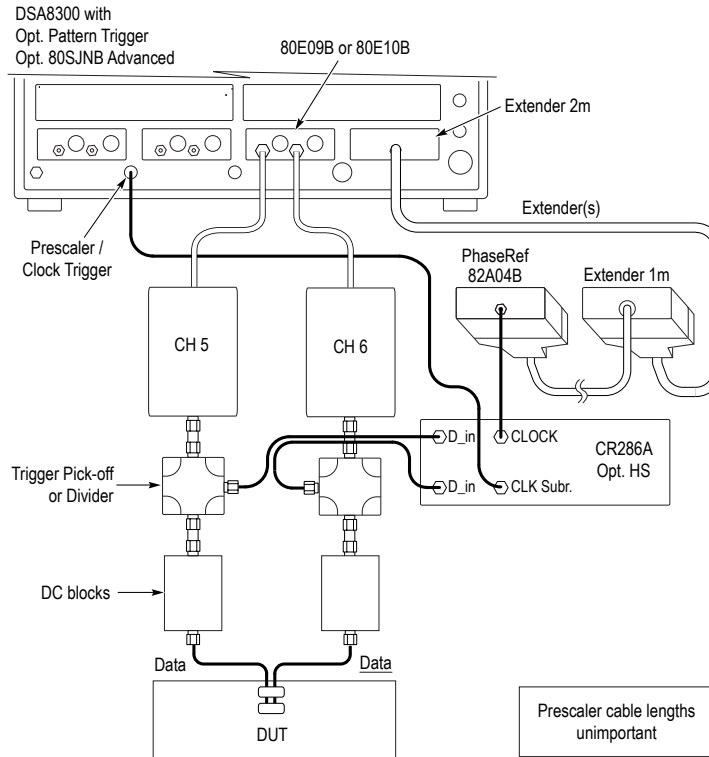 DSA8300 with
Opt. Pattern Trigger
Opt. 80SJNB Advanced
80E09B or 80E10B
Extender 2m
Prescaler /
Clock Trigger
Extender(s)
PhaseRef
82A04B
Extender 1m
CH 5
CH 6
D_in
CLOCK
CR286A
Opt. HS
D_in
CLK Subr.
Trigger Pick-off
or Divider
DC blocks
Data
Data
DUT
Prescaler cable lengths
unimportant